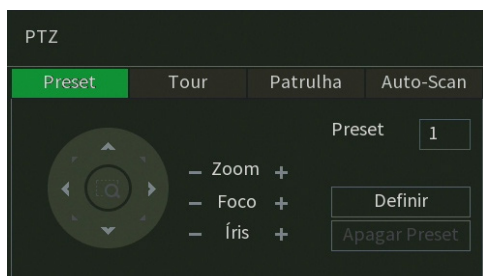 PTZ
Preset Tour Patrulha Auto-Scan
Preset 1
– Zoom +
– Foco +
– Íris +
Definir
Apagar Preset